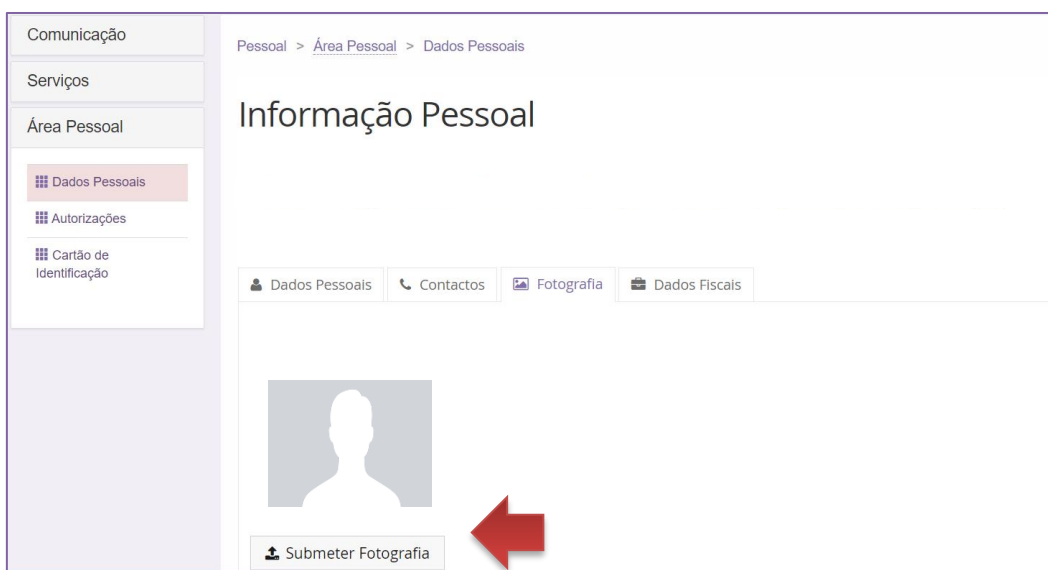 Comunicação
Serviços
Área Pessoal
Dados Pessoais
Autorizações
Cartão de
Identificação
Pessoal > Área Pessoal > Dados Pessoais
Informação Pessoal
Dados Pessoais Contactos Fotografia Dados Fiscais
Submeter Fotografia